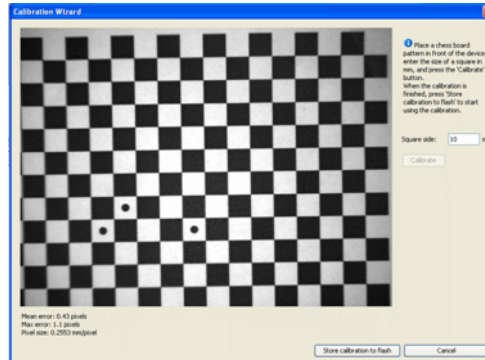 Calibration Wizard
Place a chess board
pattern in front of the device
enter the size of a square in
mm, and press the 'Calibrate'
button.
When the calibration is
finished, press 'Store
calibration to flash' to start
using the calibration.
Square side: 10
Calibrate
Mean error: 0.43 pixels
Max error: 1.1 pixels
Pixel size: 0.2553 mm/pixel
Store calibration to flash Cancel